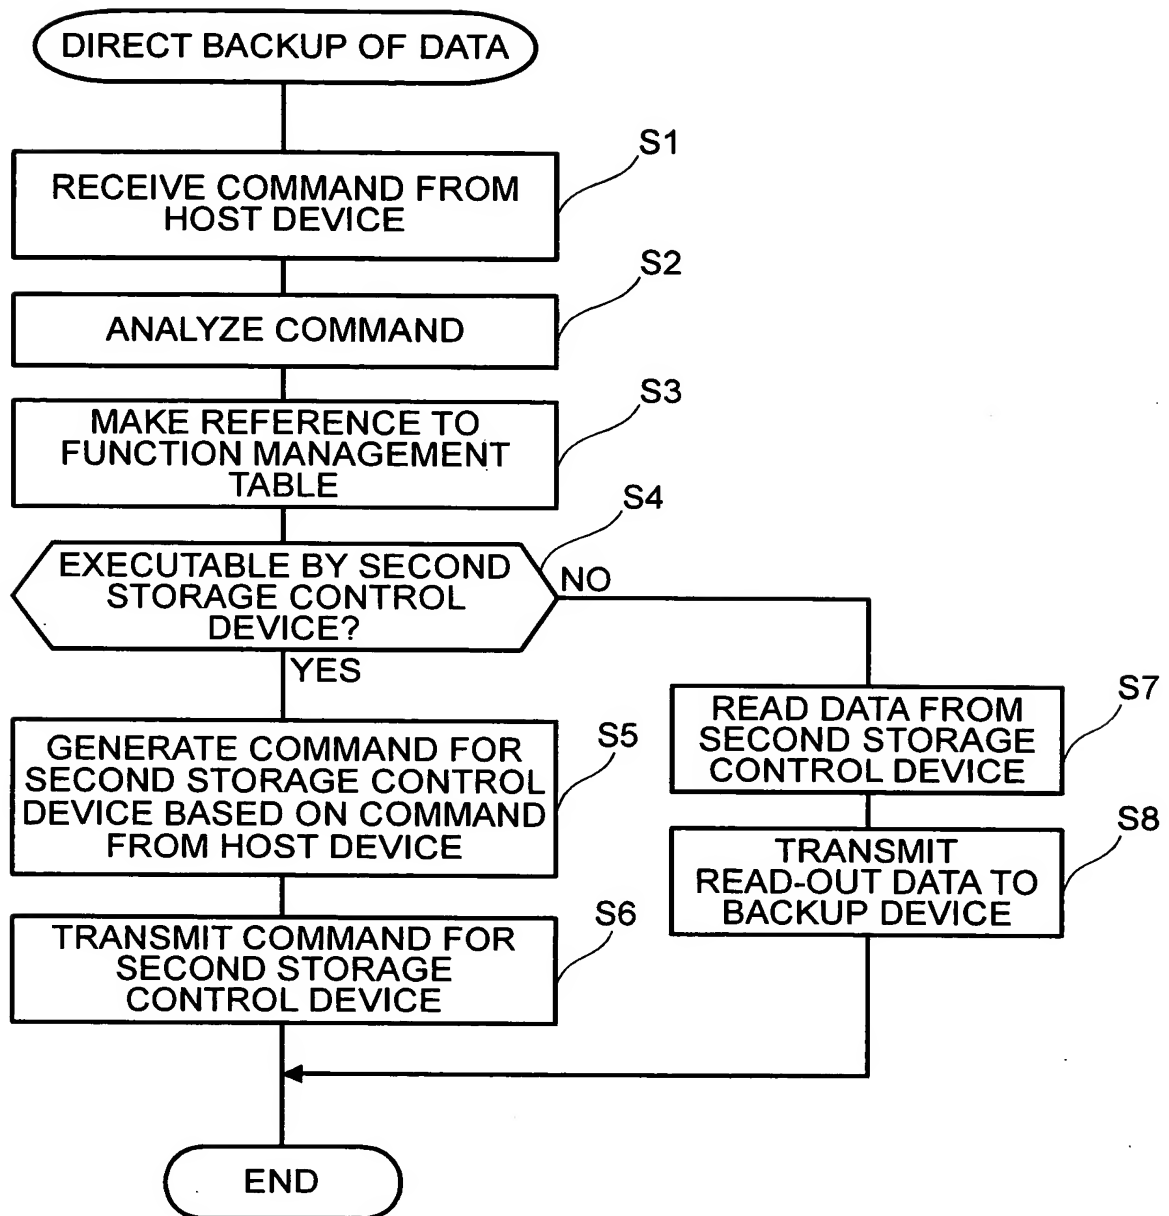 DIRECT BACKUP OF DATA
S1
RECEIVE COMMAND FROM
HOST DEVICE
S2
ANALYZE COMMAND
S3
MAKE REFERENCE TO
FUNCTION MANAGEMENT
TABLE
S4
EXECUTABLE BY SECOND
STORAGE CONTROL
DEVICE?
NO
YES
S5
GENERATE COMMAND FOR
SECOND STORAGE CONTROL
DEVICE BASED ON COMMAND
FROM HOST DEVICE
S6
TRANSMIT COMMAND FOR
SECOND STORAGE
CONTROL DEVICE
S7
READ DATA FROM
SECOND STORAGE
CONTROL DEVICE
S8
TRANSMIT
READ-OUT DATA TO
BACKUP DEVICE
END